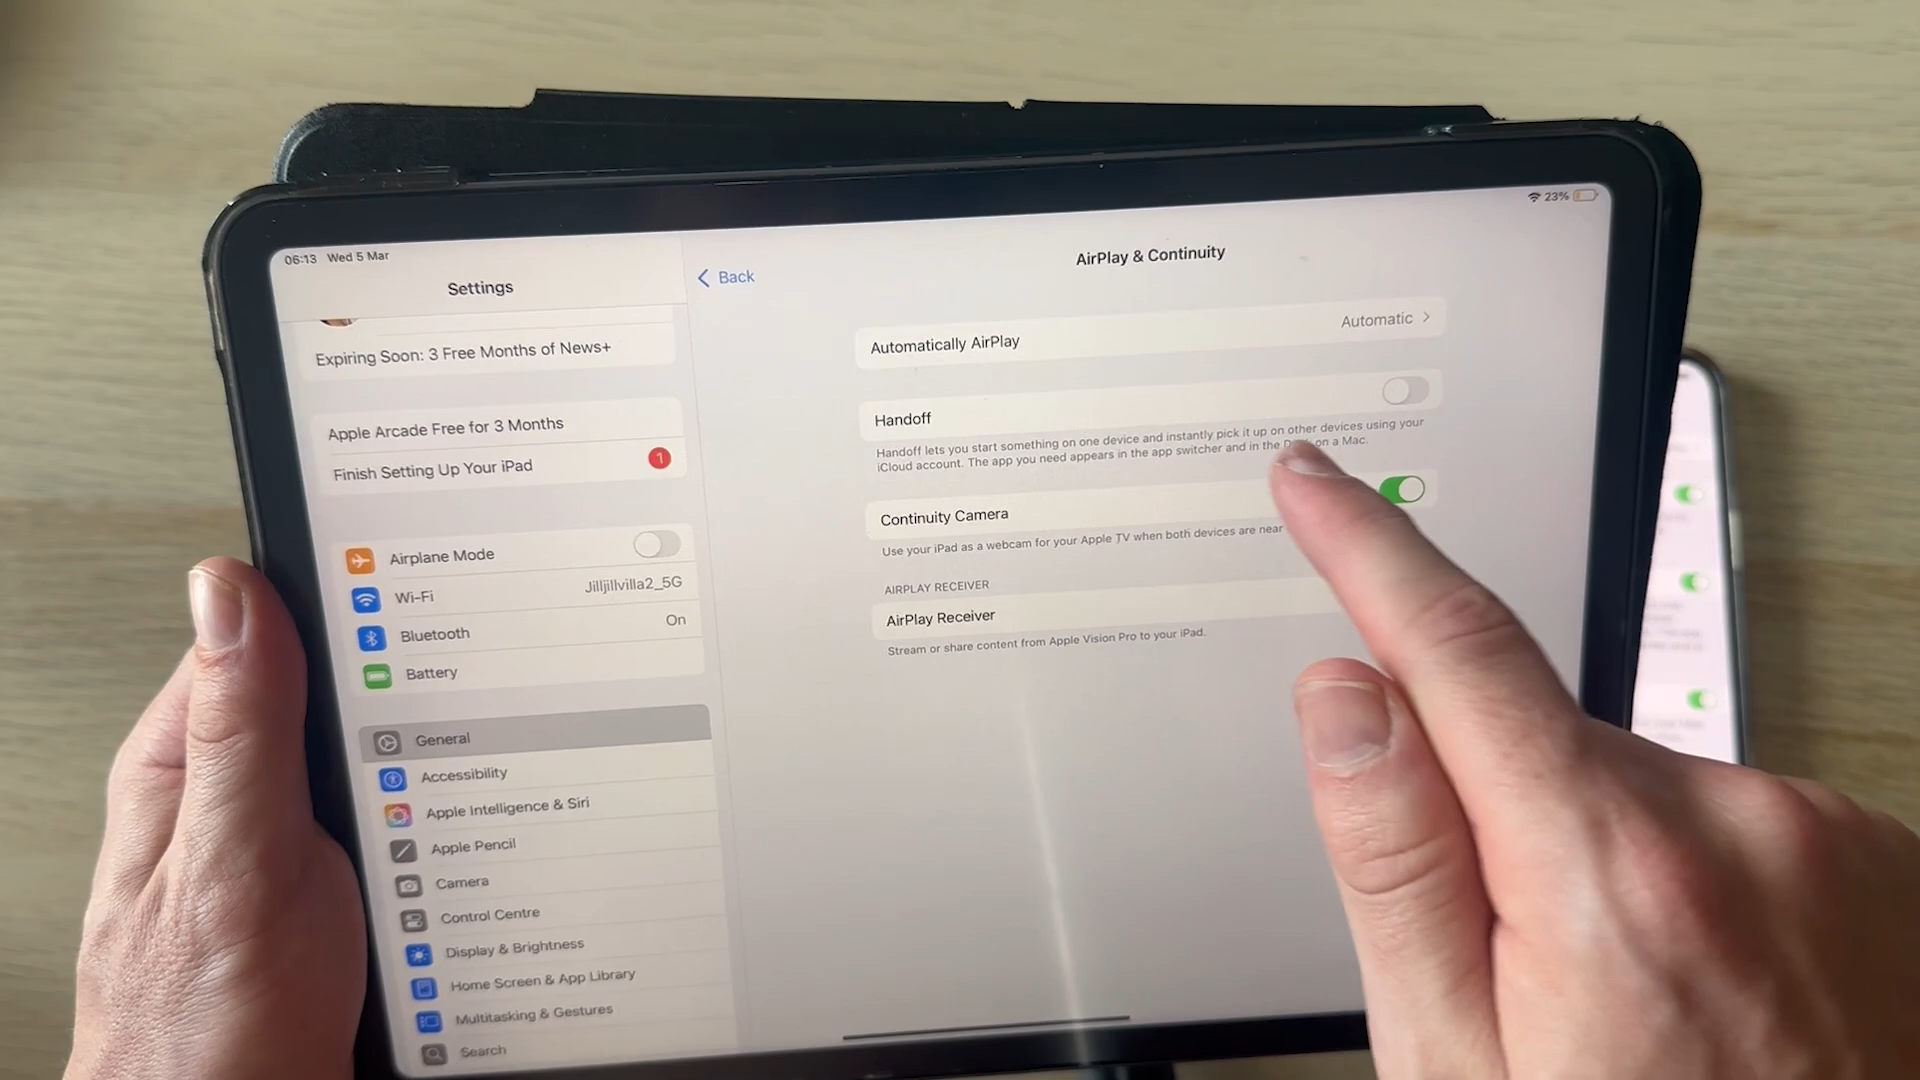 06:13 Wed 5 Mar
23%
Settings
Expiring Soon: 3 Free Months of News+
Apple Arcade Free for 3 Months
Finish Setting Up Your iPad
1
Airplane Mode
Wi-Fi
Jilljillvilla2_5G
Bluetooth
On
Battery
General
Accessibility
Apple Intelligence & Siri
Apple Pencil
Camera
Control Centre
Display & Brightness
Home Screen & App Library
Multitasking & Gestures
Search
Back
AirPlay & Continuity
Automatically AirPlay
Automatic
Handoff
Handoff lets you start something on one device and instantly pick it up on other devices using your
iCloud account. The app you need appears in the app switcher and in the on a Mac.
Continuity Camera
Use your iPad as a webcam for your Apple TV when both devices are near
AIRPLAY RECEIVER
AirPlay Receiver
Stream or share content from Apple Vision Pro to your iPad.